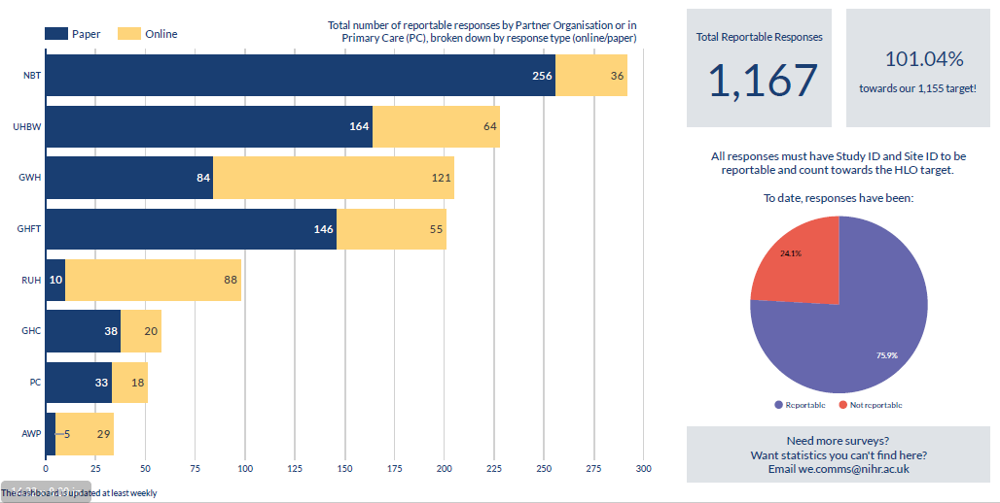 Paper
Online
Total number of reportable responses by Partner Organisation or in
Primary Care (PC), broken down by response type (online/paper)
NBT
256
36
UHBW
164
64
GWH
84
121
GHFT
146
55
RUH
10
88
GHC
38
20
PC
33
18
AWP
5
29
0
25
50
75
100
125
150
175
200
225
250
275
300
The dashboard is updated at least weekly
Total Reportable Responses
1,167
101.04%
towards our 1,155 target!
All responses must have Study ID and Site ID to be
reportable and count towards the HLO target.
To date, responses have been:
24.1%
75.9%
Reportable
Not reportable
Need more surveys?
Want statistics you can't find here?
Email we.comms@nihr.ac.uk